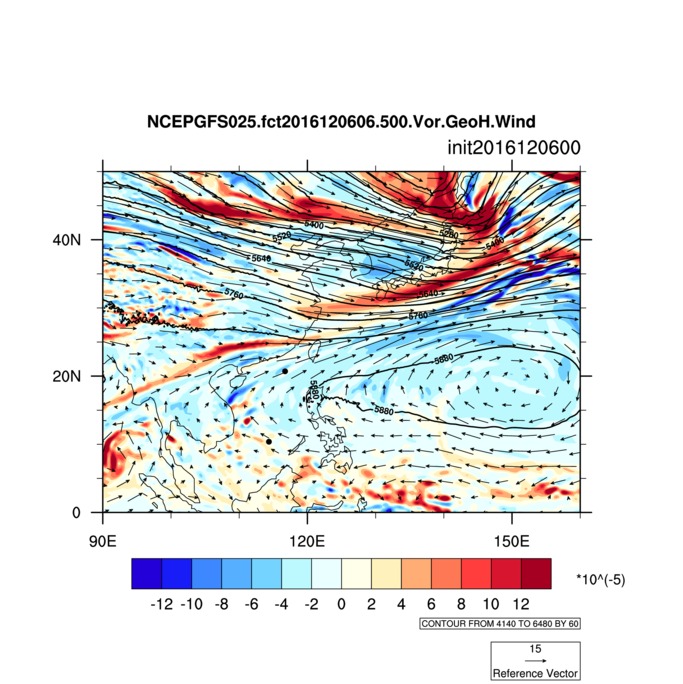 NCEPGFS025.fct2016120606.500.Vor.GeoH.Wind
init2016120600
5400
5520
5280
5400
5640
5520
5760
5640
5760
5880
5880
5880
40N
20N
0
90E 120E 150E
-12 -10 -8 -6 -4 -2 0 2 4 6 8 10 12
*10^(-5)
CONTOUR FROM 4140 TO 6480 BY 60
15
Reference Vector